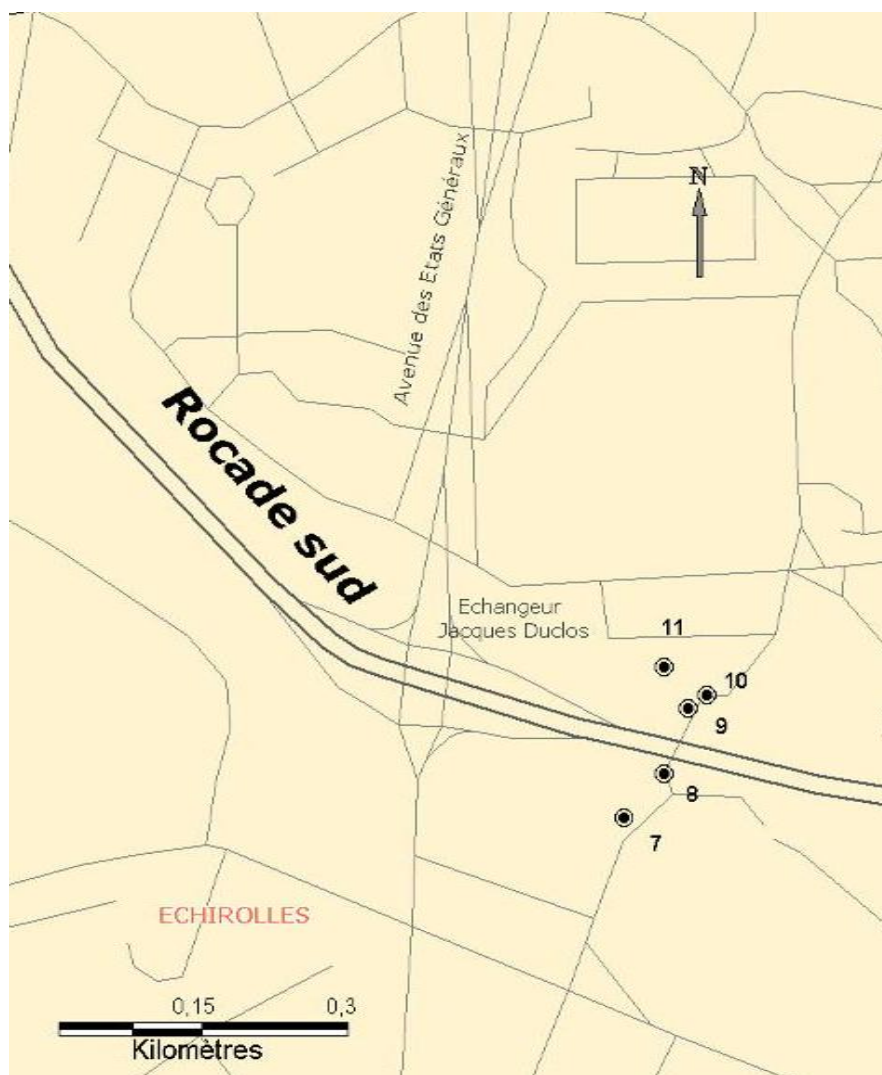 N
Avenue des Etats Généraux
Rocade sud
Echangeur
Jacques Duclos
11
10
9
8
7
ECHIROLLES
0,15 0,3
Kilomètres